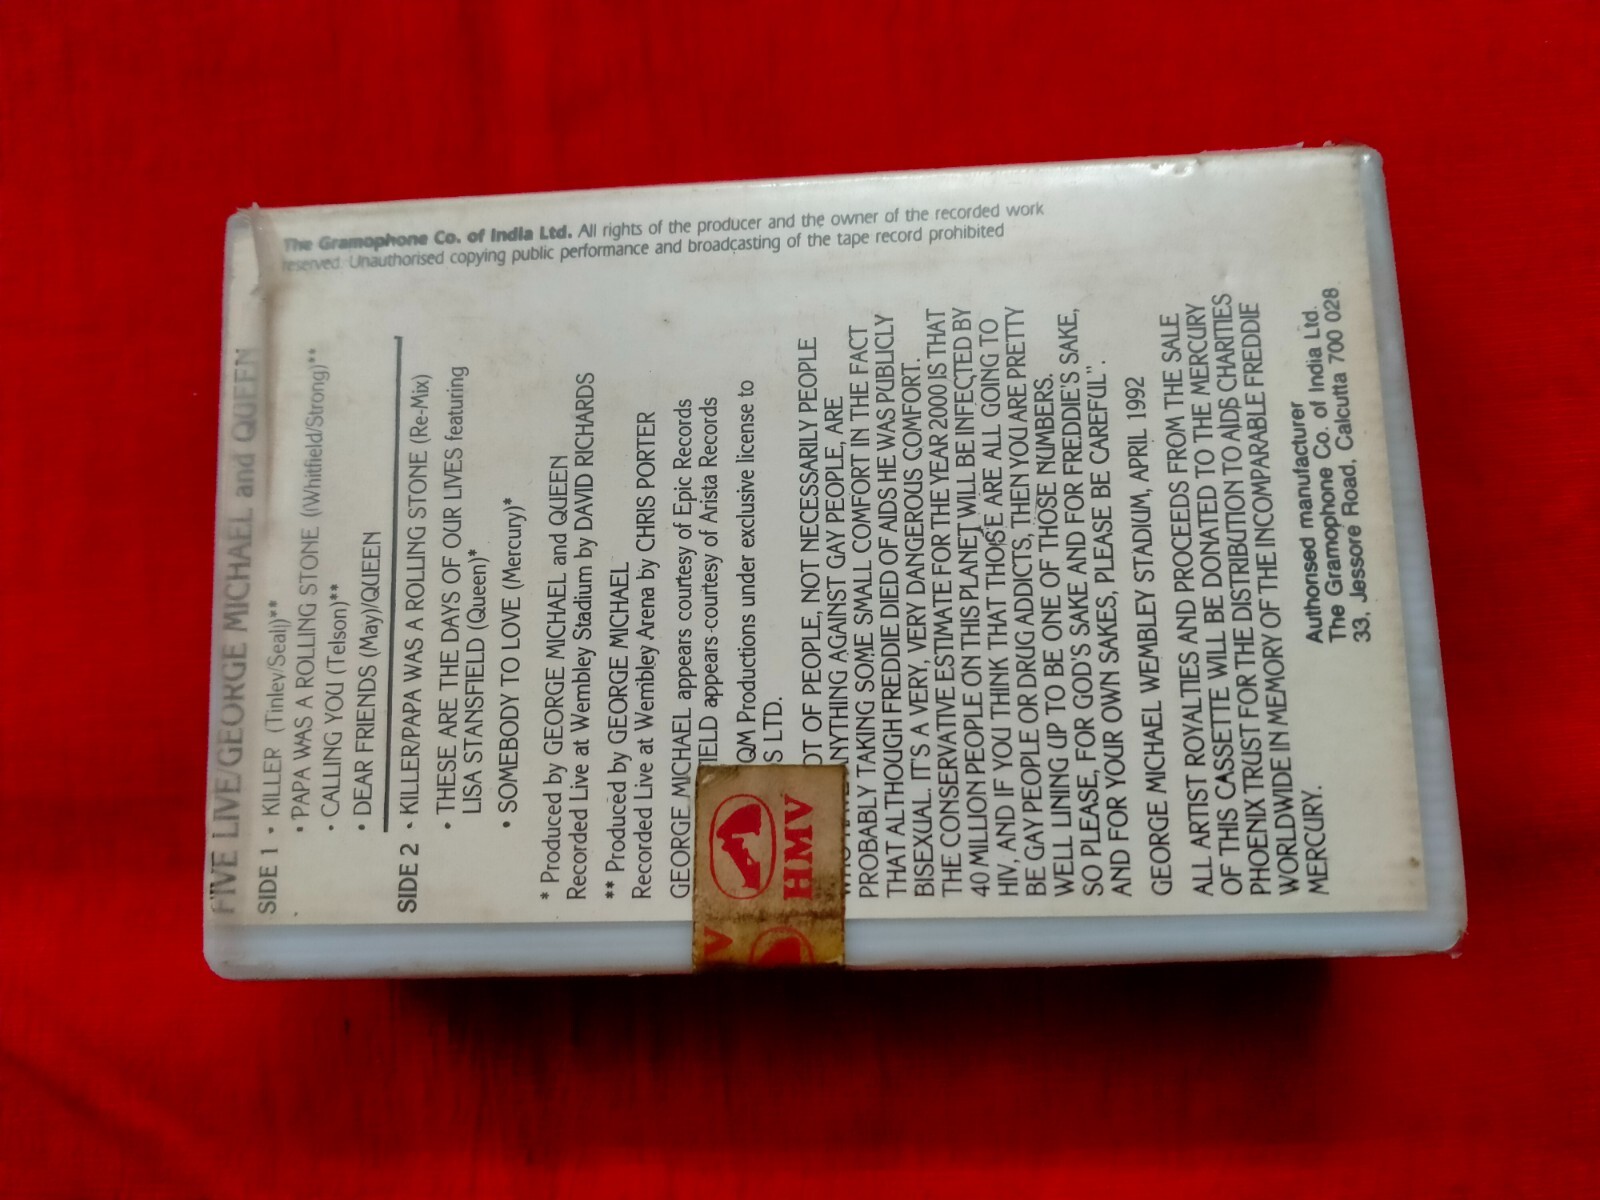 FIVE LIVE/GEORGE MICHAEL and QUEEN
SIDE 1 • KILLER (Tinley/Seal)**
• PAPA WAS A ROLLING STONE (Whitfield/Strong)**
• CALLING YOU (Telson)**
• DEAR FRIENDS (May)/QUEEN
SIDE 2 • KILLER/PAPA WAS A ROLLING STONE (Re-Mix)
• THESE ARE THE DAYS OF OUR LIVES featuring
LISA STANSFIELD (Queen)*
• SOMEBODY TO LOVE (Mercury)*
* Produced by GEORGE MICHAEL and QUEEN
Recorded Live at Wembley Stadium by DAVID RICHARDS
** Produced by GEORGE MICHAEL
Recorded Live at Wembley Arena by CHRIS PORTER
GEORGE MICHAEL appears courtesy of Epic Records
IELD appears-courtesy of Arista Records
QM Productions under exclusive license to
S LTD.
OT OF PEOPLE, NOT NECESSARILY PEOPLE
NYTHING AGAINST GAY PEOPLE, ARE
PROBABLY TAKING SOME SMALL COMFORT IN THE FACT
THAT ALTHOUGH FREDDIE DIED OF AIDS HE WAS PUBLICLY
BISEXUAL. IT'S A VERY, VERY DANGEROUS COMFORT.
THE CONSERVATIVE ESTIMATE FOR THE YEAR 2000 IS THAT
40 MILLION PEOPLE ON THIS PLANET WILL BE INFECTED BY
HIV, AND IF YOU THINK THAT THOSE ARE ALL GOING TO
BE GAY PEOPLE OR DRUG ADDICTS, THEN YOU ARE PRETTY
WELL LINING UP TO BE ONE OF THOSE NUMBERS.
SO PLEASE, FOR GOD'S SAKE AND FOR FREDDIE'S SAKE,
AND FOR YOUR OWN SAKES, PLEASE BE CAREFUL".
GEORGE MICHAEL WEMBLEY STADIUM, APRIL 1992
ALL ARTIST ROYALTIES AND PROCEEDS FROM THE SALE
OF THIS CASSETTE WILL BE DONATED TO THE MERCURY
PHOENIX TRUST FOR THE DISTRIBUTION TO AIDS CHARITIES
WORLDWIDE IN MEMORY OF THE INCOMPARABLE FREDDIE
MERCURY.
Authorised manufacturer
The Gramophone Co. of India Ltd.
33, Jessore Road, Calcutta 700 028
The Gramophone Co. of India Ltd. All rights of the producer and the owner of the recorded work
reserved. Unauthorised copying public performance and broadcasting of the tape record prohibited
HMV
V